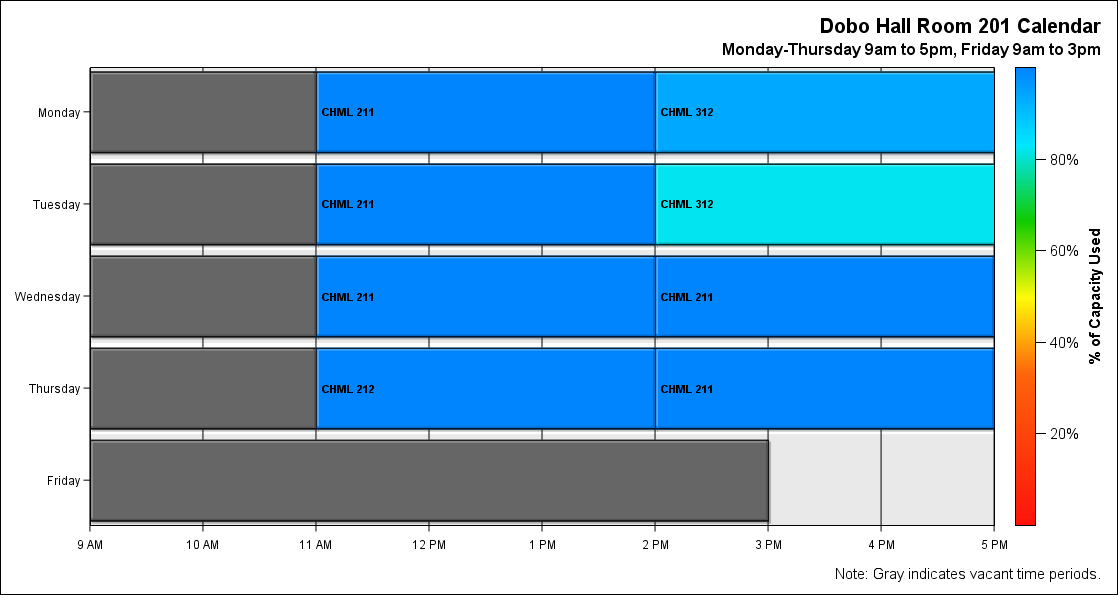 Dobo Hall Room 201 Calendar
Monday-Thursday 9am to 5pm, Friday 9am to 3pm
Monday
CHML 211
CHML 312
Tuesday
CHML 211
CHML 312
Wednesday
CHML 211
CHML 211
Thursday
CHML 212
CHML 211
Friday
9 AM
10 AM
11 AM
12 PM
1 PM
2 PM
3 PM
4 PM
5 PM
80%
60%
40%
20%
% of Capacity Used
Note: Gray indicates vacant time periods.